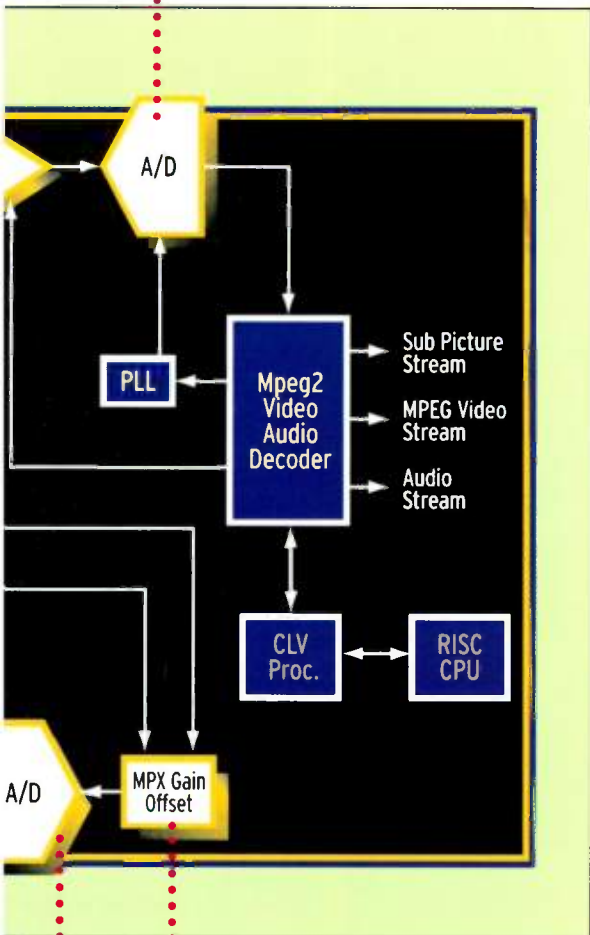 A/D
PLL
Mpeg2
Video
Audio
Decoder
Sub Picture
Stream
MPEG Video
Stream
Audio
Stream
CLV
Proc.
RISC
CPU
A/D
MPX Gain
Offset